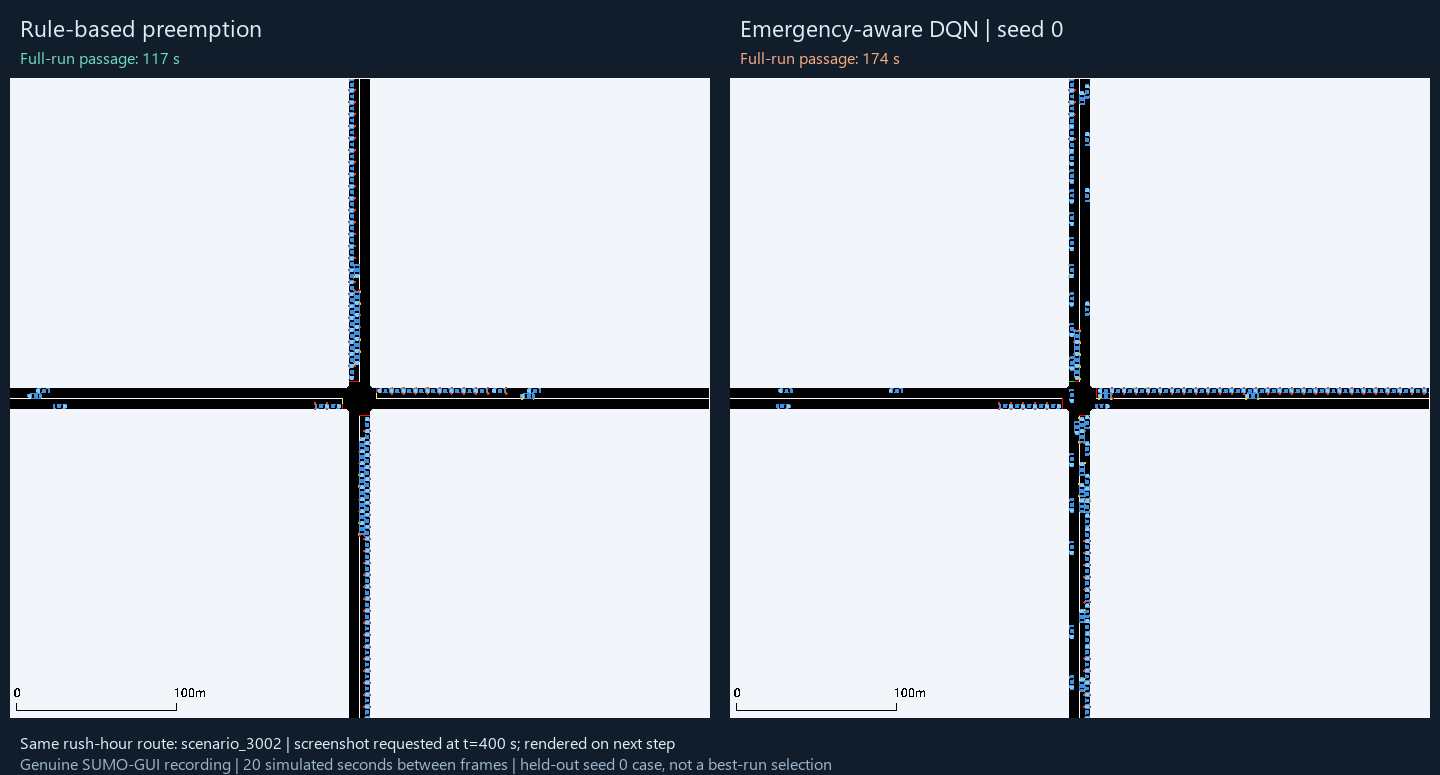 Rule-based preemption
Full-run passage: 117 s
Emergency-aware DQN | seed 0
Full-run passage: 174 s
0 100m
0 100m
Same rush-hour route: scenario_3002 | screenshot requested at t=400 s; rendered on next step
Genuine SUMO-GUI recording | 20 simulated seconds between frames | held-out seed 0 case, not a best-run selection